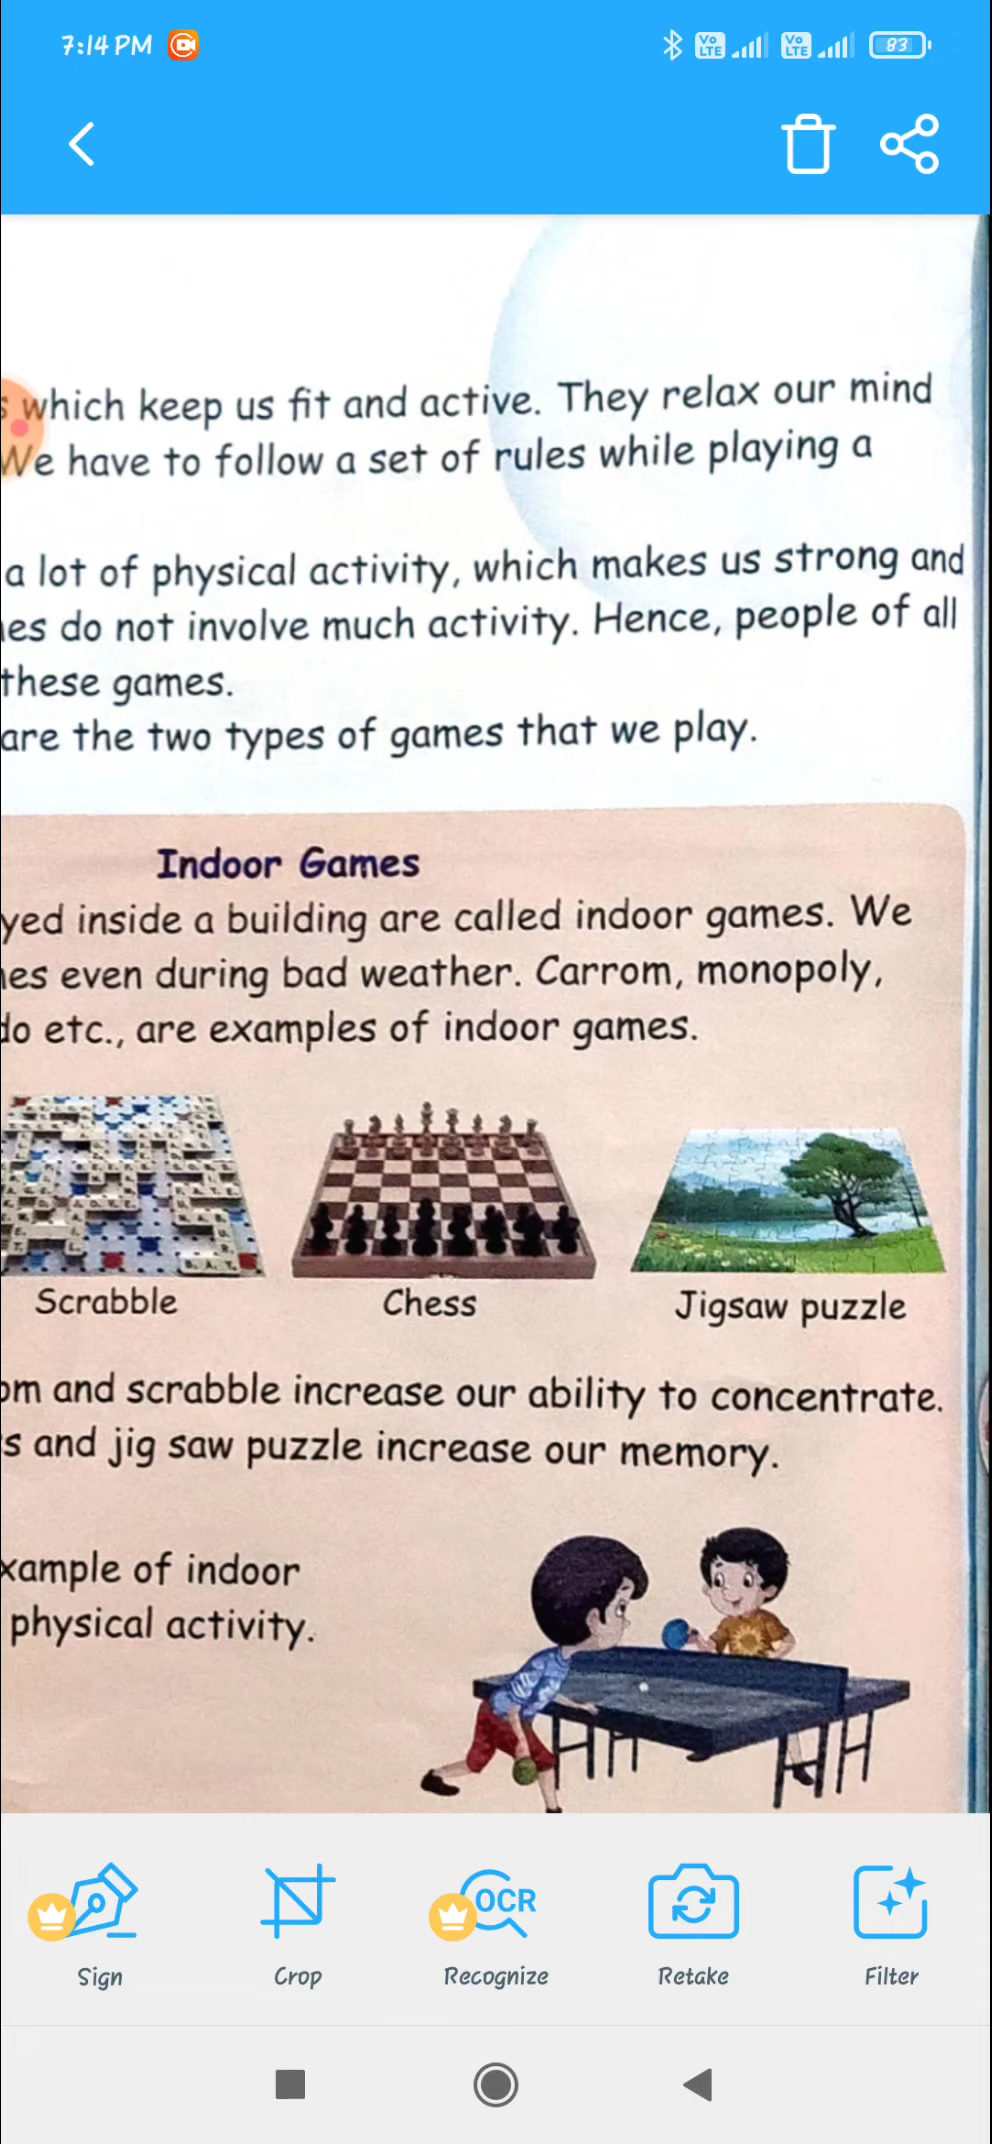 7:14 PM
Vo LTE
Vo LTE
83
which keep us fit and active. They relax our mind
We have to follow a set of rules while playing a
a lot of physical activity, which makes us strong and
es do not involve much activity. Hence, people of all
these games.
are the two types of games that we play.
Indoor Games
yed inside a building are called indoor games. We
es even during bad weather. Carrom, monopoly,
do etc., are examples of indoor games.
Scrabble
Chess
Jigsaw puzzle
om and scrabble increase our ability to concentrate.
s and jig saw puzzle increase our memory.
xample of indoor
physical activity.
OCR
Sign
Crop
Recognize
Retake
Filter